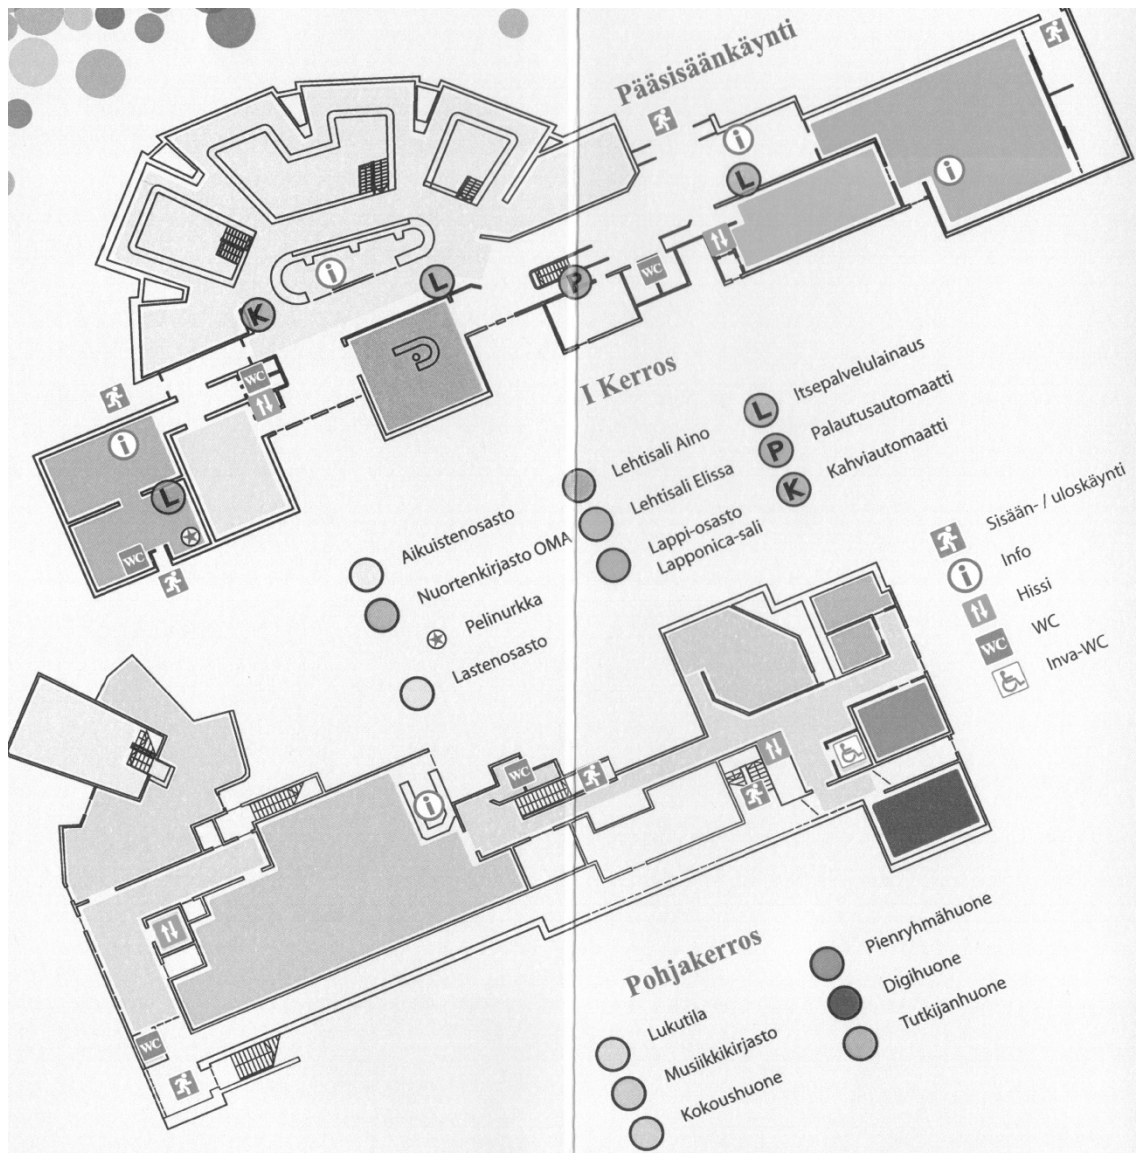 Pääsisäänkäynti
i
L
i
WC
P
L
i
K
WC
i
L
WC
I Kerros
L Itsepalvelulainaus
P Palautusautomaatti
K Kahviautomaatti
Lehtisali Aino
Lehtisali Elissa
Lappi-osasto
Lapponica-sali
Aikuistenosasto
Nuortenkirjasto OMA
Pelinurkka
Lastenosasto
Sisään- / uloskäynti
i Info
Hissi
WC WC
Inva-WC
WC
i
WC
Pohjakerros
Lukutila
Musiikkikirjasto
Kokoushuone
Pienryhmähuone
Digihuone
Tutkijanhuone